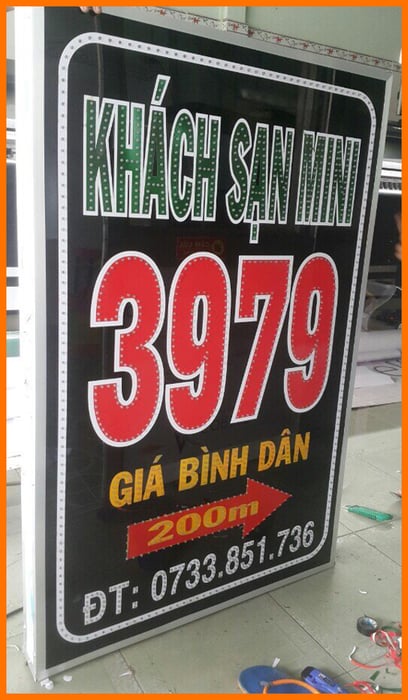 KHÁCH SẠN MINI
3979
GIÁ BÌNH DÂN
200m
ĐT: 0733.851.736